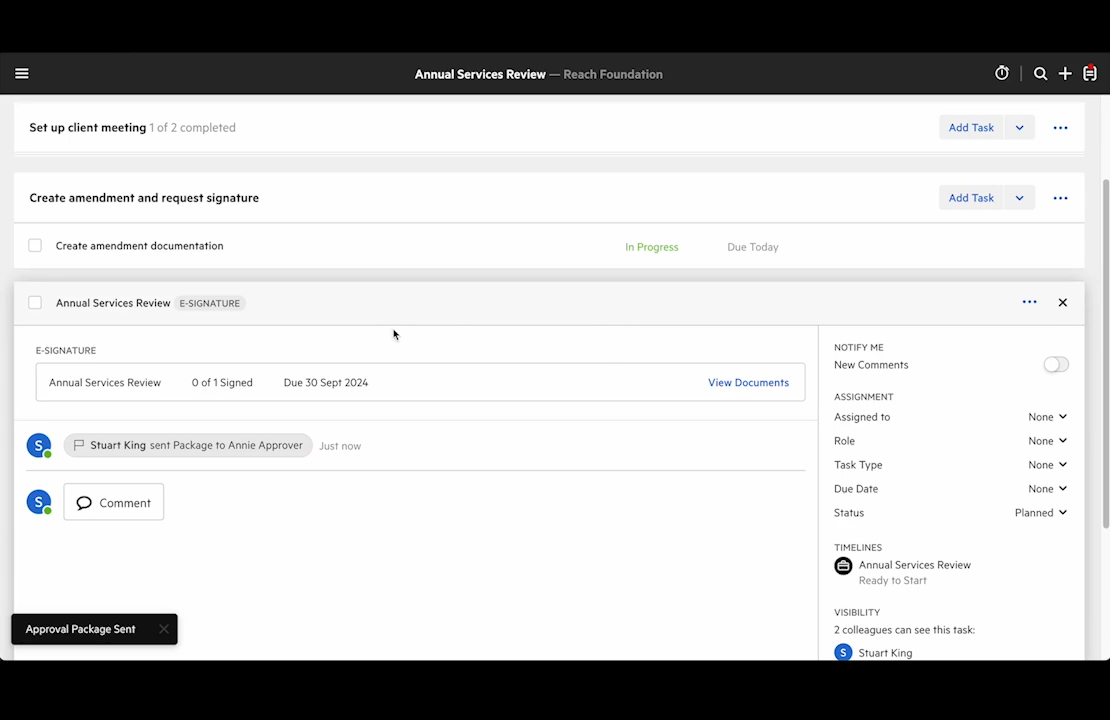 Annual Services Review — Reach Foundation
Set up client meeting 1 of 2 completed
Add Task
Create amendment and request signature
Add Task
Create amendment documentation
In Progress
Due Today
Annual Services Review E-SIGNATURE
E-SIGNATURE
Annual Services Review 0 of 1 Signed Due 30 Sept 2024 View Documents
S Stuart King sent Package to Annie Approver Just now
S Comment
NOTIFY ME
New Comments
ASSIGNMENT
Assigned to None
Role None
Task Type None
Due Date None
Status Planned
TIMELINES
Annual Services Review
Ready to Start
VISIBILITY
2 colleagues can see this task:
S Stuart King
Approval Package Sent